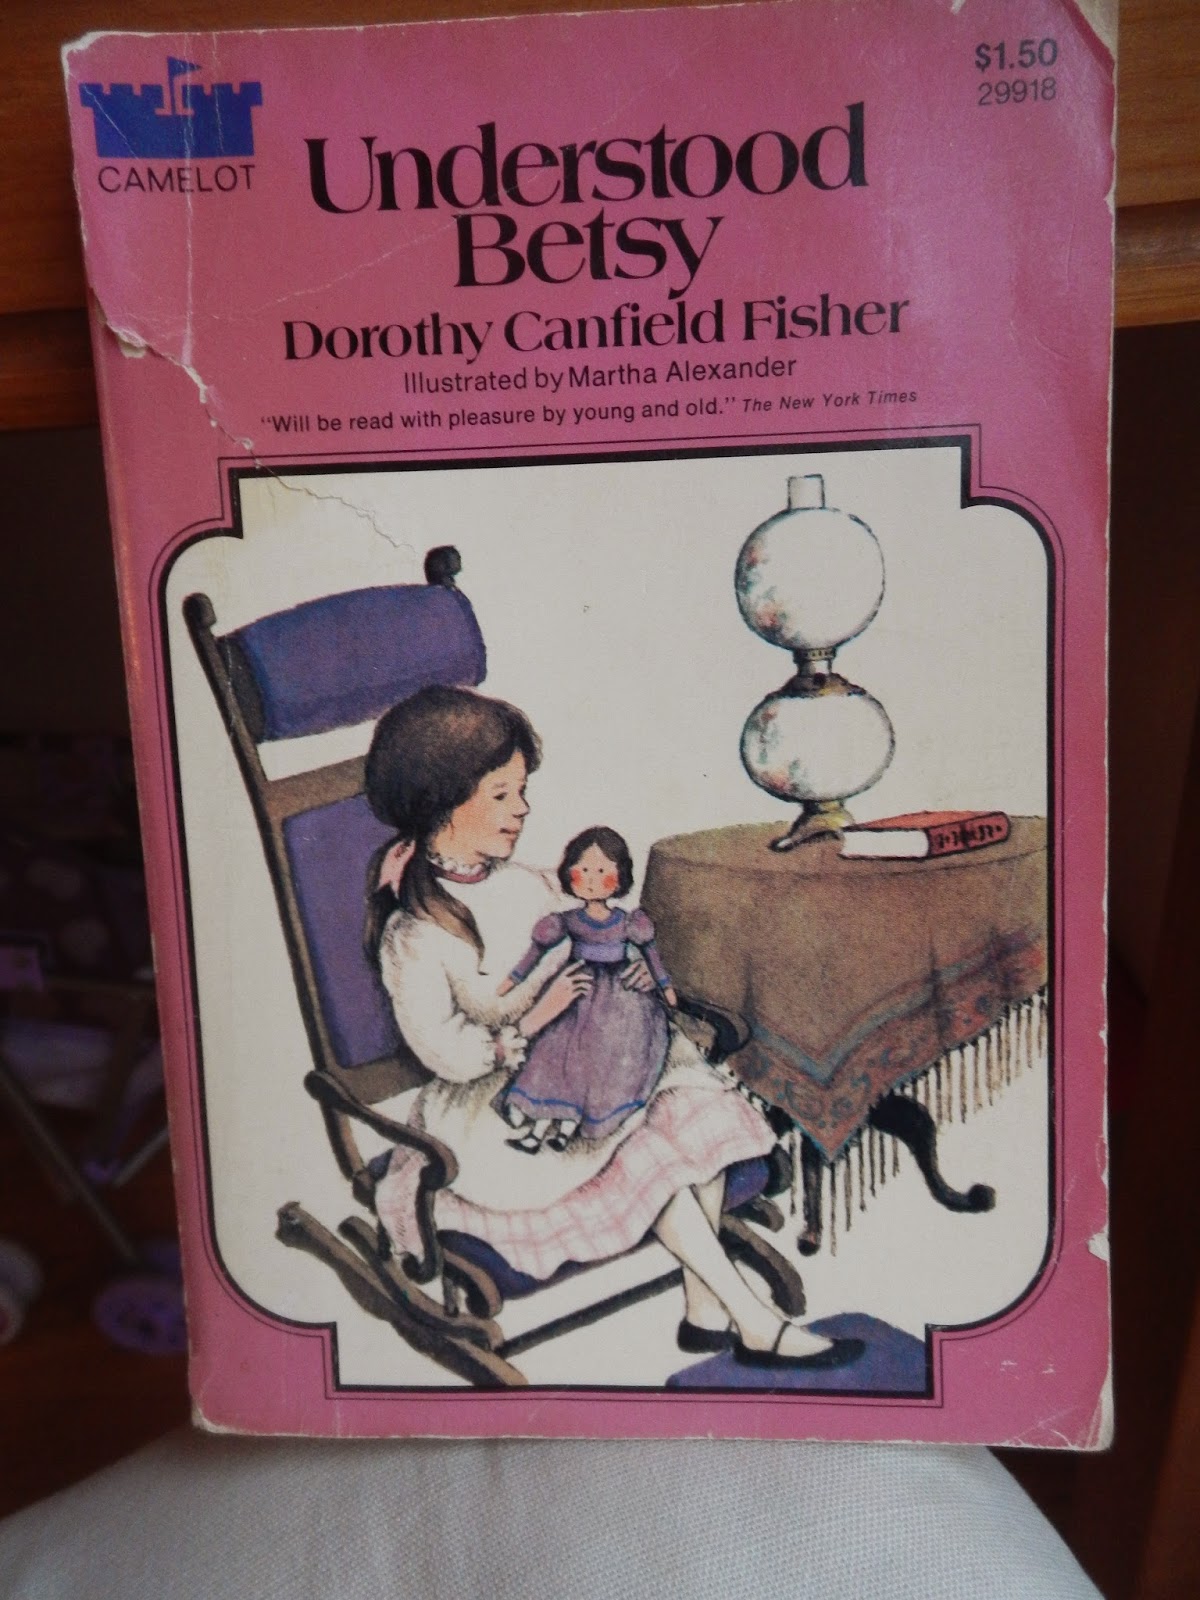 CAMELOT
$1.50
29918
Understood
Betsy
Dorothy Canfield Fisher
Illustrated by Martha Alexander
"Will be read with pleasure by young and old." The New York Times